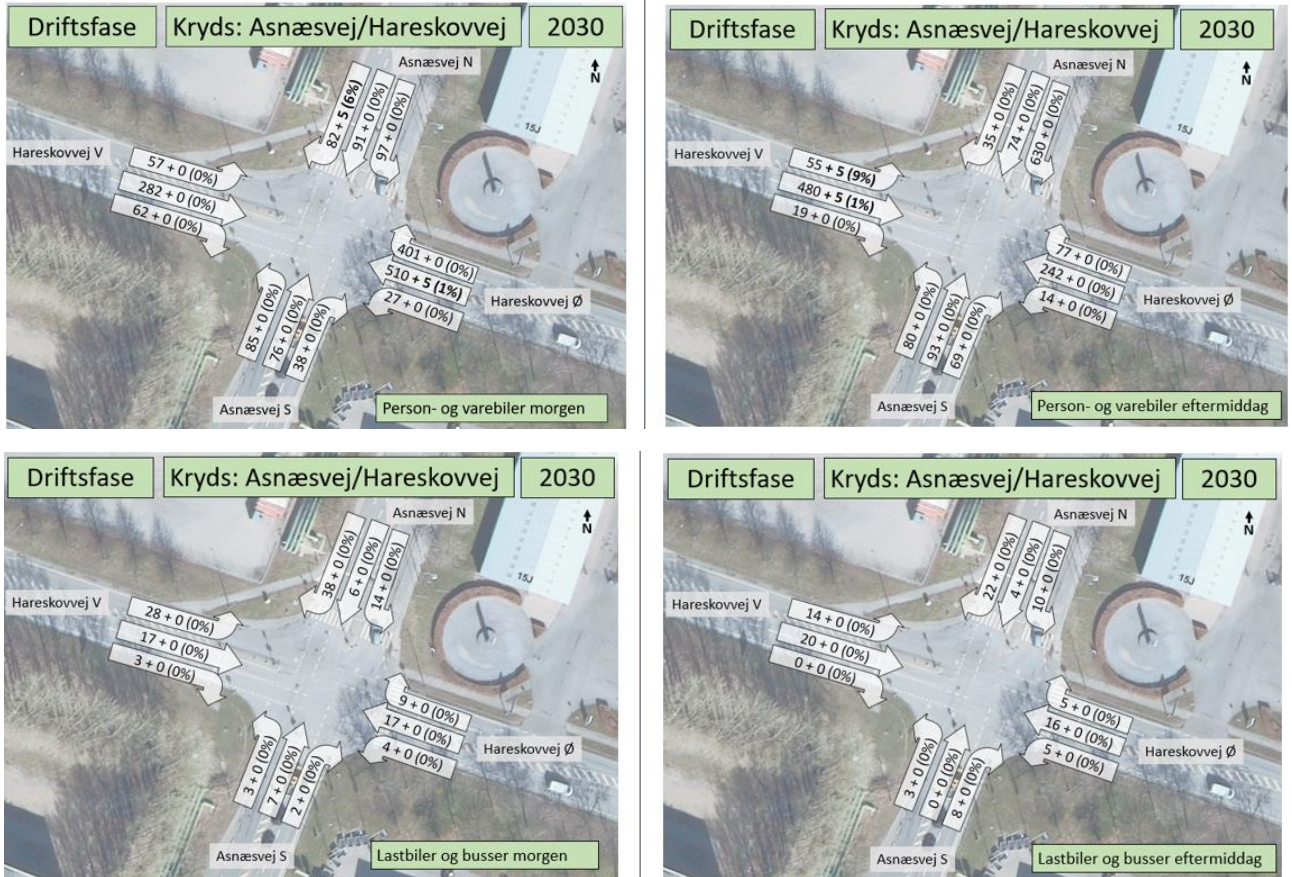 Driftsfase Kryds: Asnæsvej/Hareskovvej 2030
Asnæsvej N
N
82 + 5 (6%)
91 + 0 (0%)
97 + 0 (0%)
15J
Hareskovvej V
57 + 0 (0%)
282 + 0 (0%)
62 + 0 (0%)
401 + 0 (0%)
510 + 5 (1%)
27 + 0 (0%)
Hareskovvej Ø
85 + 0 (0%)
76 + 0 (0%)
38 + 0 (0%)
Asnæsvej S
Person- og varebiler morgen
Driftsfase Kryds: Asnæsvej/Hareskovvej 2030
Asnæsvej N
N
35 + 0 (0%)
74 + 0 (0%)
630 + 0 (0%)
15J
Hareskovvej V
55 + 5 (9%)
480 + 5 (1%)
19 + 0 (0%)
77 + 0 (0%)
242 + 0 (0%)
14 + 0 (0%)
Hareskovvej Ø
80 + 0 (0%)
93 + 0 (0%)
69 + 0 (0%)
Asnæsvej S
Person- og varebiler eftermiddag
Driftsfase Kryds: Asnæsvej/Hareskovvej 2030
Asnæsvej N
N
38 + 0 (0%)
6 + 0 (0%)
14 + 0 (0%)
15J
Hareskovvej V
28 + 0 (0%)
17 + 0 (0%)
3 + 0 (0%)
9 + 0 (0%)
17 + 0 (0%)
4 + 0 (0%)
Hareskovvej Ø
3 + 0 (0%)
7 + 0 (0%)
2 + 0 (0%)
Asnæsvej S
Lastbiler og busser morgen
Driftsfase Kryds: Asnæsvej/Hareskovvej 2030
Asnæsvej N
N
22 + 0 (0%)
4 + 0 (0%)
10 + 0 (0%)
15J
Hareskovvej V
14 + 0 (0%)
20 + 0 (0%)
0 + 0 (0%)
5 + 0 (0%)
16 + 0 (0%)
5 + 0 (0%)
Hareskovvej Ø
3 + 0 (0%)
0 + 0 (0%)
8 + 0 (0%)
Asnæsvej S
Lastbiler og busser eftermiddag